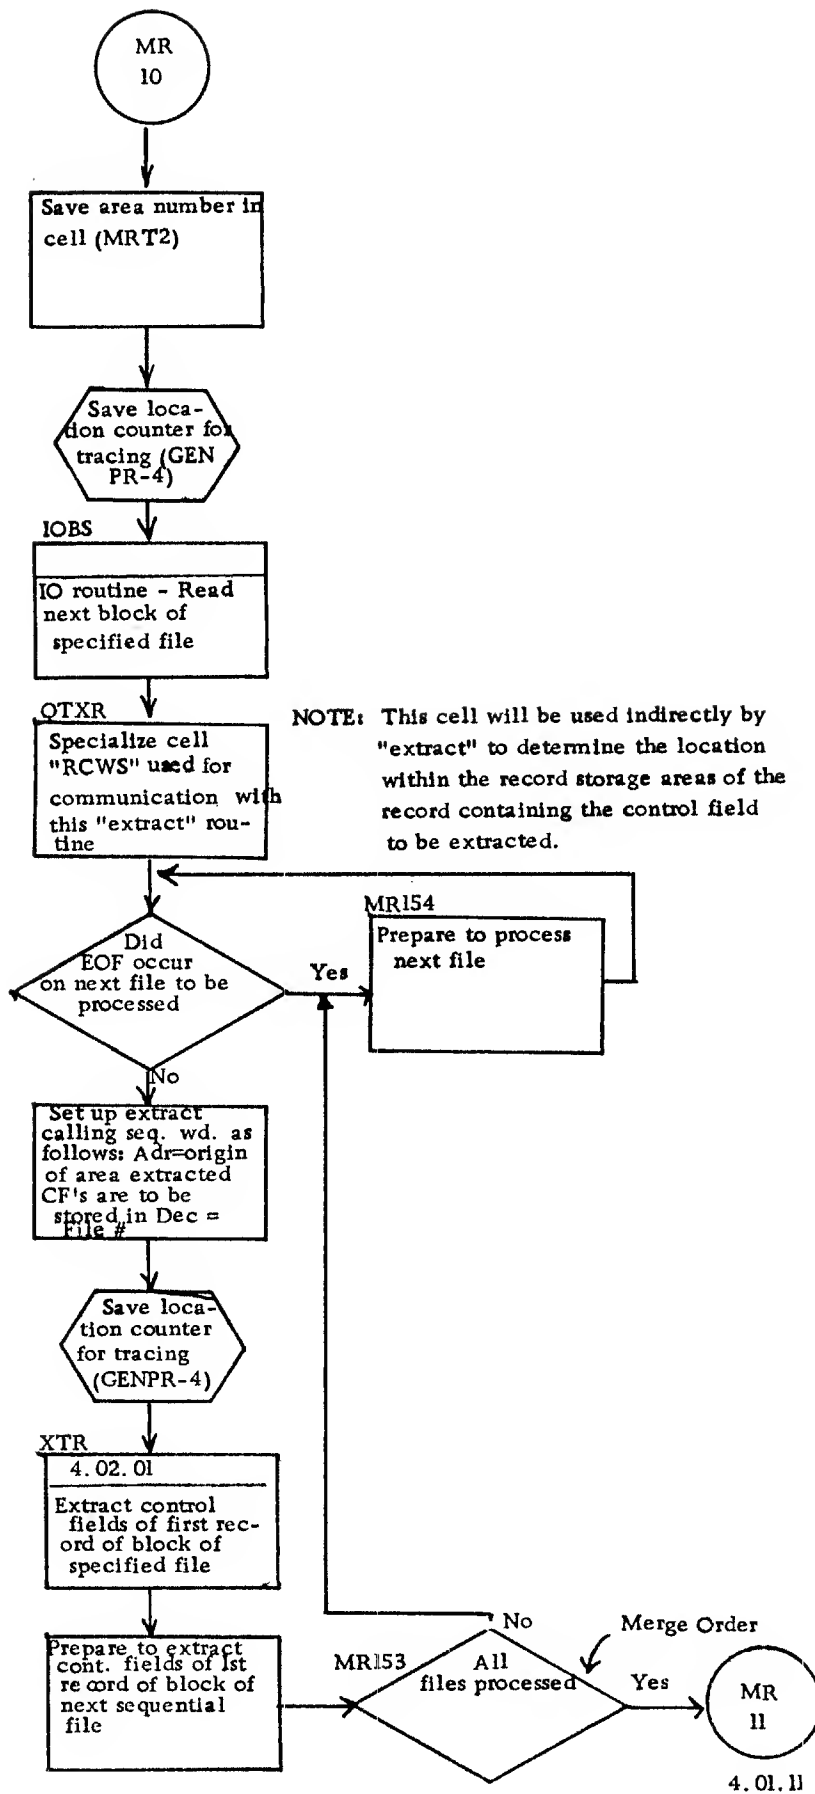 MR
10
Save area number in
cell (MRT2)
Save loca-
tion counter for
tracing (GEN
PR-4)
IOBS
IO routine - Read
next block of
specified file
QTXR
Specialize cell
"RCWS" used for
communication with
this "extract" rou-
tine
NOTE: This cell will be used indirectly by
"extract" to determine the location
within the record storage areas of the
record containing the control field
to be extracted.
MR154
Prepare to process
next file
Did
EOF occur
on next file to be
processed
Yes
No
Set up extract
calling seq. wd. as
follows: Adr=origin
of area extracted
CF's are to be
stored in Dec =
File #
Save loca-
tion counter
for tracing
(GENPR-4)
XTR
4.02.01
Extract control
fields of first rec-
ord of block of
specified file
Prepare to extract
cont. fields of 1st
record of block of
next sequential
file
MR153
All
files processed
No
Merge Order
Yes
MR
11
4.01.11